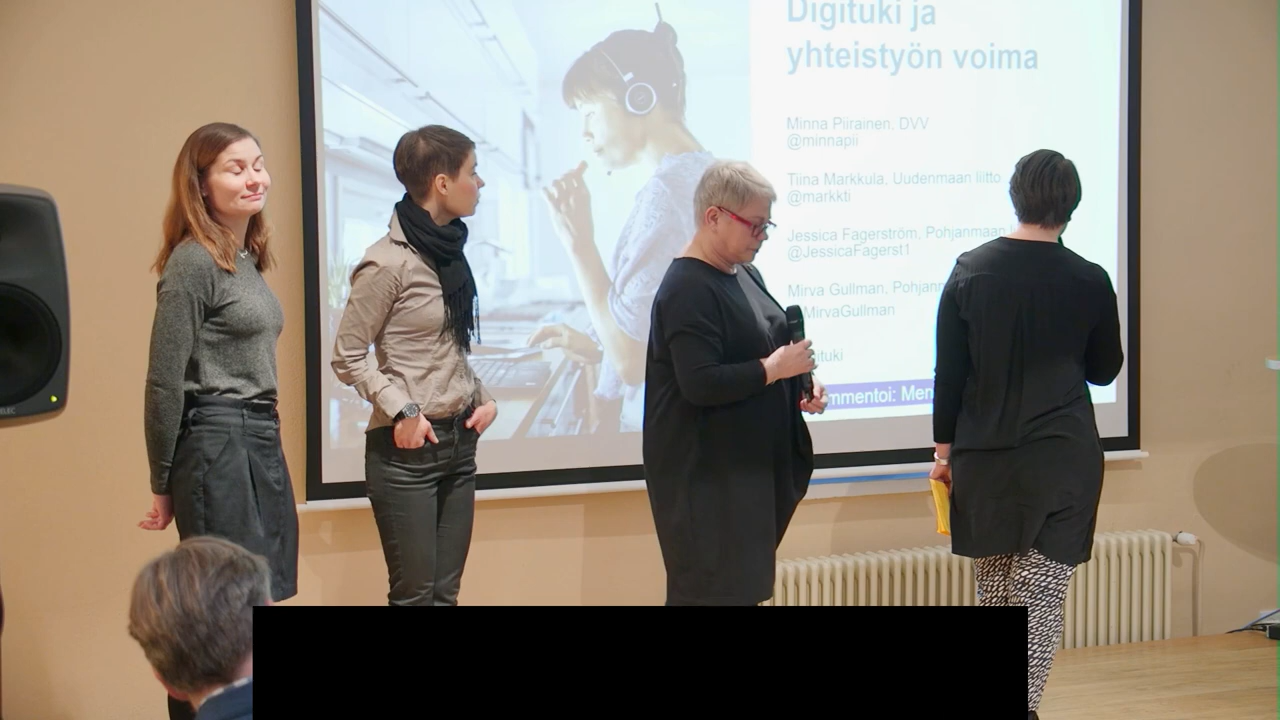 Digituki ja
yhteistyön voima
Minna Piirainen, DVV
@minnapii
Tiina Markkula, Uudenmaan liitto
@markkti
Jessica Fagerström, Pohjanmaan
@JessicaFagerst1
Mirva Gullman,
MirvaGullman